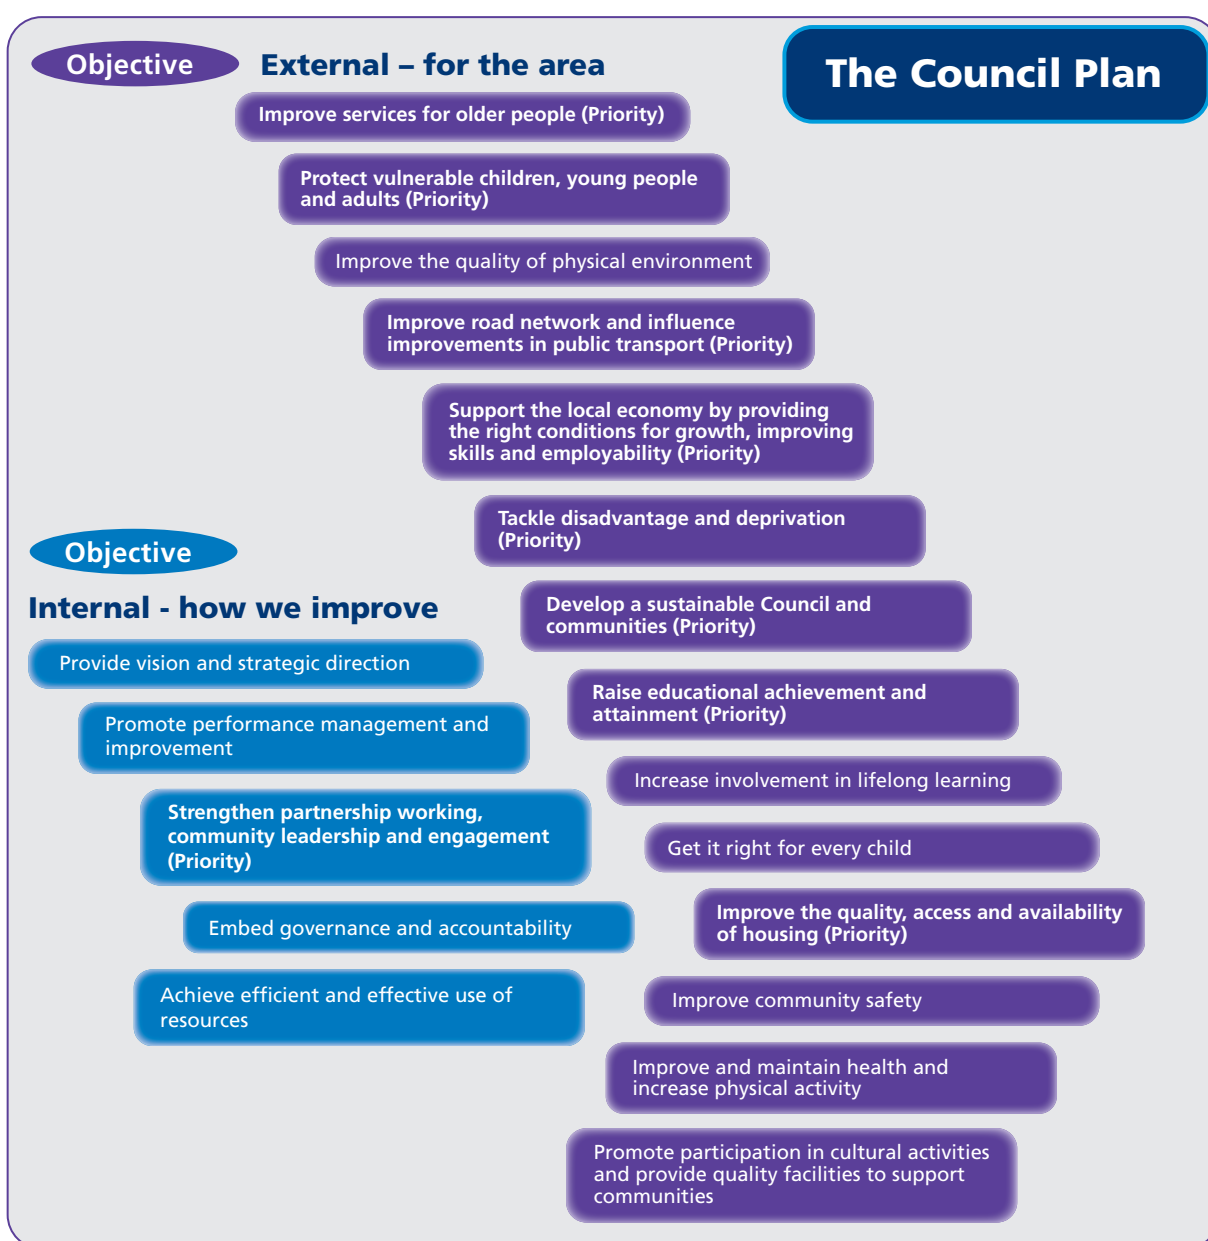 Objective
External – for the area
The Council Plan
Improve services for older people (Priority)
Protect vulnerable children, young people
and adults (Priority)
Improve the quality of physical environment
Improve road network and influence
improvements in public transport (Priority)
Support the local economy by providing
the right conditions for growth, improving
skills and employability (Priority)
Tackle disadvantage and deprivation
(Priority)
Develop a sustainable Council and
communities (Priority)
Raise educational achievement and
attainment (Priority)
Increase involvement in lifelong learning
Get it right for every child
Improve the quality, access and availability
of housing (Priority)
Improve community safety
Improve and maintain health and
increase physical activity
Promote participation in cultural activities
and provide quality facilities to support
communities
Objective
Internal - how we improve
Provide vision and strategic direction
Promote performance management and
improvement
Strengthen partnership working,
community leadership and engagement
(Priority)
Embed governance and accountability
Achieve efficient and effective use of
resources